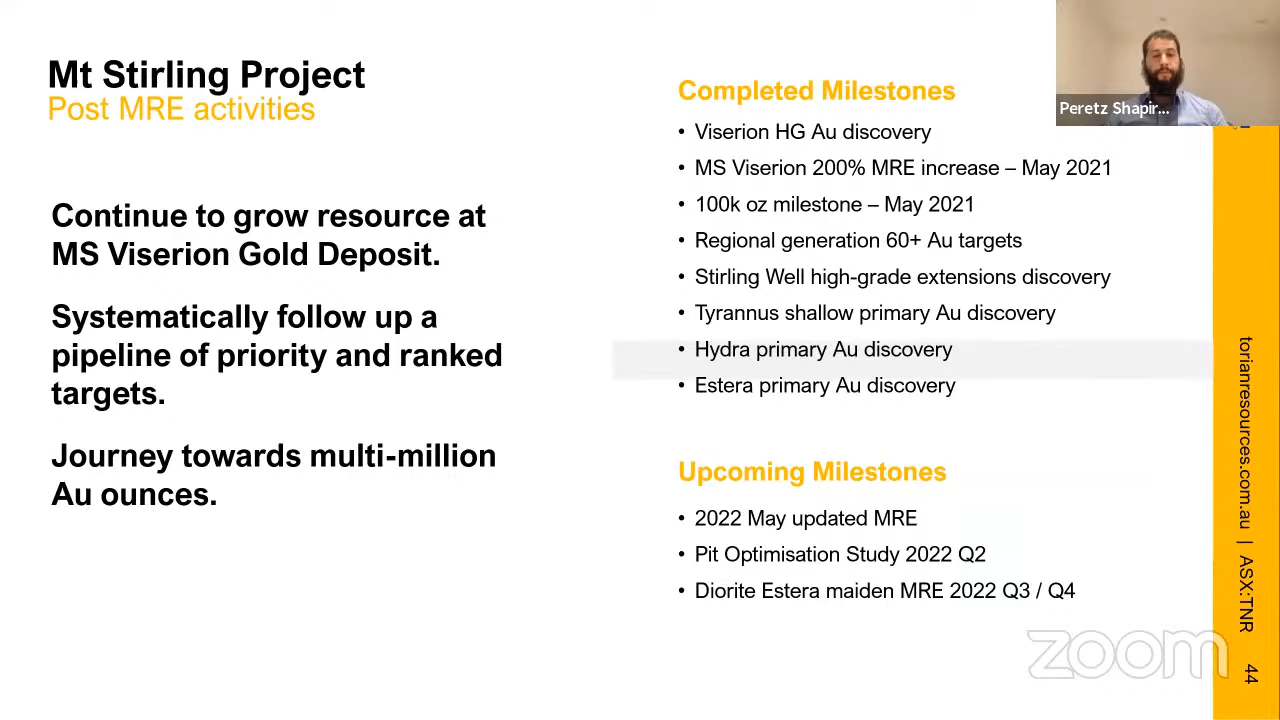 Mt Stirling Project
Post MRE activities
Continue to grow resource at
MS Viserion Gold Deposit.
Systematically follow up a
pipeline of priority and ranked
targets.
Journey towards multi-million
Au ounces.
Completed Milestones
• Viserion HG Au discovery
• MS Viserion 200% MRE increase – May 2021
• 100k oz milestone – May 2021
• Regional generation 60+ Au targets
• Stirling Well high-grade extensions discovery
• Tyrannus shallow primary Au discovery
• Hydra primary Au discovery
• Estera primary Au discovery
Upcoming Milestones
• 2022 May updated MRE
• Pit Optimisation Study 2022 Q2
• Diorite Estera maiden MRE 2022 Q3 / Q4
Peretz Shapir...
torianresources.com.au | ASX:TNR
44
zoom